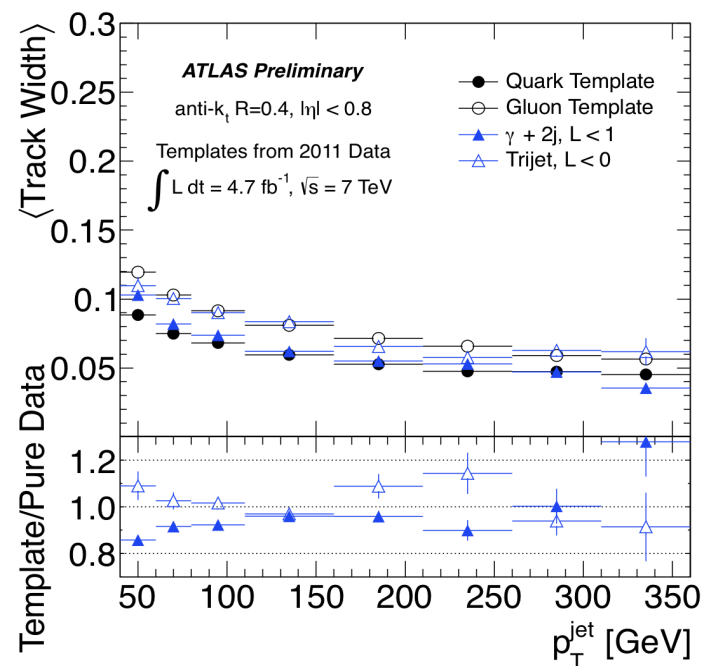 ⟨Track Width⟩
0.3
0.25
0.2
0.15
0.1
0.05
ATLAS Preliminary
anti-k_t R=0.4, |η| < 0.8
Templates from 2011 Data
∫ L dt = 4.7 fb⁻¹, √s = 7 TeV
Quark Template
Gluon Template
γ + 2j, L < 1
Trijet, L < 0
Template/Pure Data
1.2
1.0
0.8
50 100 150 200 250 300 350
p_T^jet [GeV]